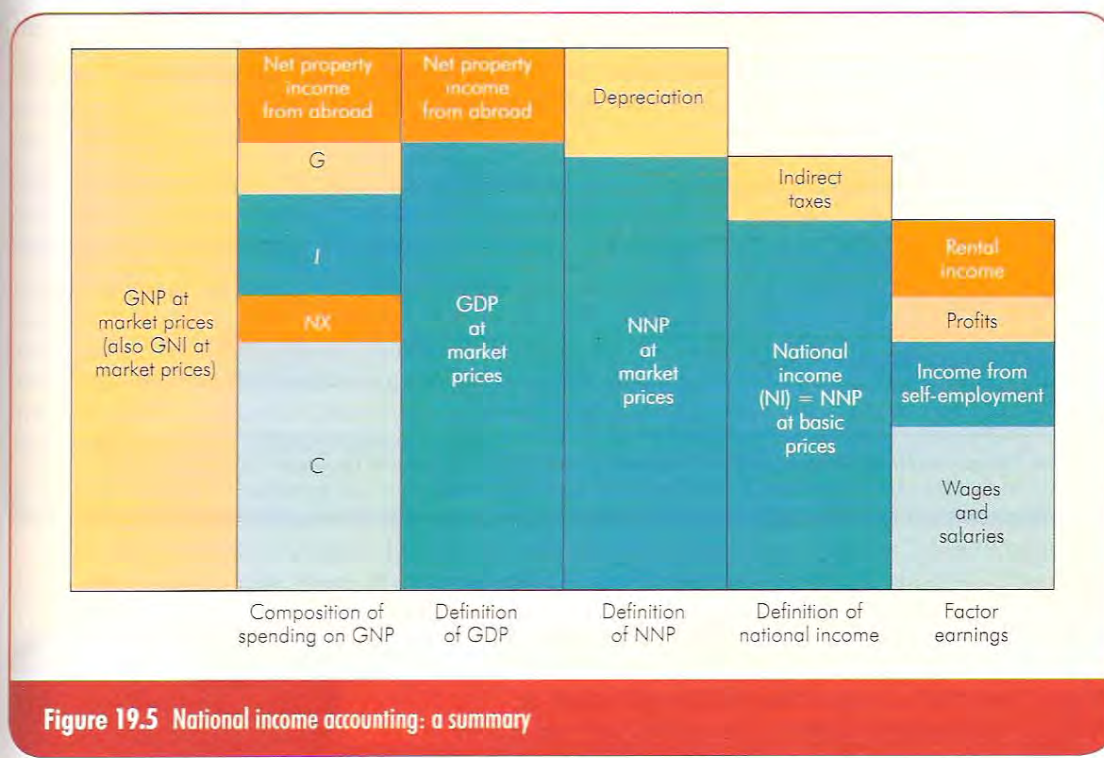 GNP at
market prices
(also GNI at
market prices)
Net property
income
from abroad
G
I
NX
C
Net property
income
from abroad
GDP
at
market
prices
Depreciation
NNP
at
market
prices
Indirect
taxes
National
income
(NI) = NNP
at basic
prices
Rental
income
Profits
Income from
self-employment
Wages
and
salaries
Composition of
spending on GNP
Definition
of GDP
Definition
of NNP
Definition of
national income
Factor
earnings
Figure 19.5 National income accounting: a summary